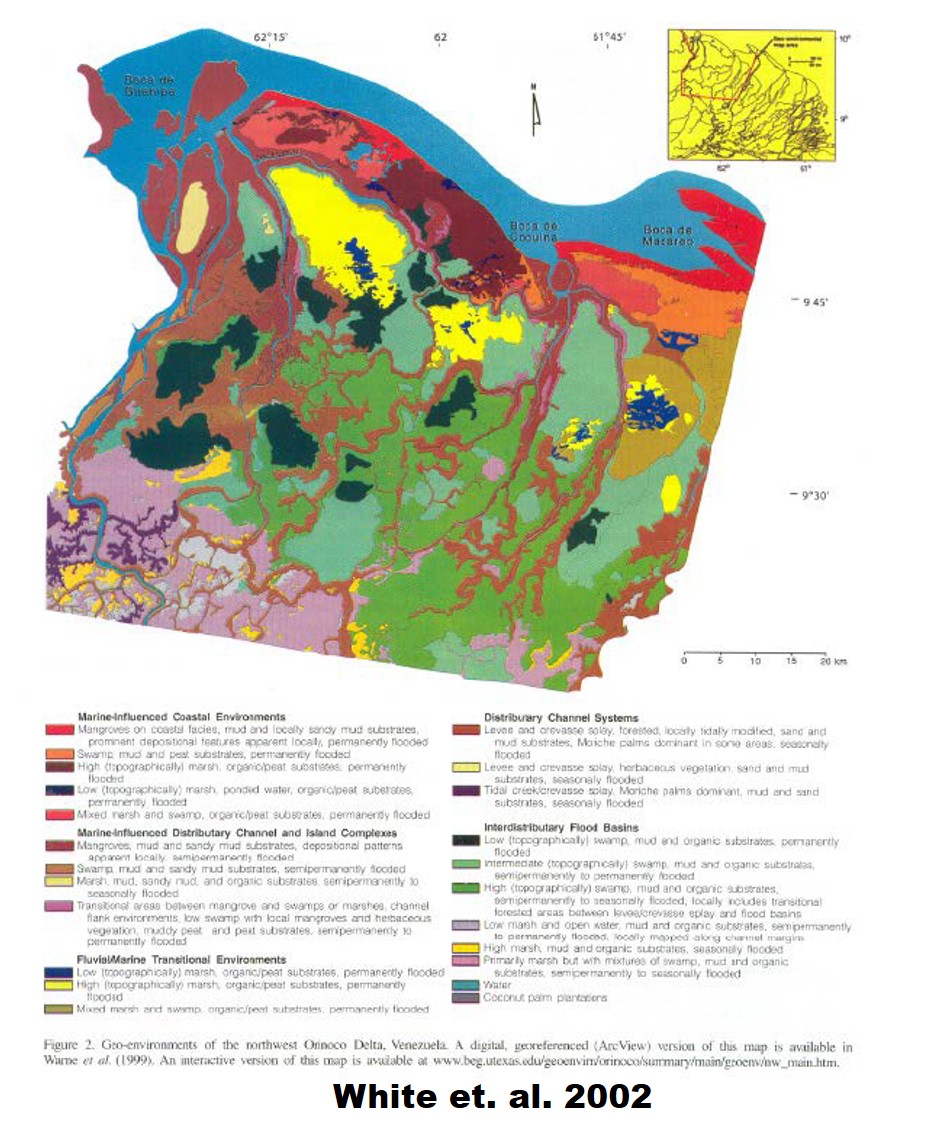 62°15' 62 61°45'
Geo-environmental
map area
10°
9°
62° 61°
N
Boca de
Guanipa
Boca de
Cocuina
Boca de
Macareo
9 45'
9°30'
0 5 10 15 20 km
Marine-Influenced Coastal Environments
Mangroves on coastal facies, mud and locally sandy mud substrates,
prominent depositional features apparent locally, permanently flooded
Swamp, mud and peat substrates, permanently flooded
High (topographically) marsh, organic/peat substrates, permanently
flooded
Low (topographically) marsh, ponded water, organic/peat substrates,
permanently flooded
Mixed marsh and swamp, organic/peat substrates, permanently flooded
Marine-Influenced Distributary Channel and Island Complexes
Mangroves, mud and sandy mud substrates, depositional patterns
apparent locally, semipermanently flooded
Swamp, mud and sandy mud substrates, semipermanently flooded
Marsh, mud, sandy mud, and organic substrates, semipermanently to
seasonally flooded
Transitional areas between mangrove and swamps or marshes, channel
flank environments, low swamp with local mangroves and herbaceous
vegetation, muddy peat and peat substrates, semipermanently to
permanently flooded
Fluvial/Marine Transitional Environments
Low (topographically) marsh, organic/peat substrates, permanently flooded
High (topographically) marsh, organic/peat substrates, permanently
flooded
Mixed marsh and swamp, organic/peat substrates, permanently flooded
Distributary Channel Systems
Levee and crevasse splay, forested, locally tidally modified, sand and
mud substrates, Moriche palms dominant in some areas, seasonally
flooded
Levee and crevasse splay, herbaceous vegetation, sand and mud
substrates, seasonally flooded
Tidal creek/crevasse splay, Moriche palms dominant, mud and sand
substrates, seasonally flooded
Interdistributary Flood Basins
Low (topographically) swamp, mud and organic substrates, permanently
flooded
Intermediate (topographically) swamp, mud and organic substrates,
semipermanently to permanently flooded
High (topographically) swamp, mud and organic substrates,
semipermanently to seasonally flooded, locally includes transitional
forested areas between levee/crevasse splay and flood basins
Low marsh and open water, mud and organic substrates, semipermanently
to permanently flooded, locally mapped along channel margins
High marsh, mud and organic substrates, seasonally flooded
Primarily marsh but with mixtures of swamp, mud and organic
substrates, semipermanently to seasonally flooded
Water
Coconut palm plantations
Figure 2. Geo-environments of the northwest Orinoco Delta, Venezuela. A digital, georeferenced (ArcView) version of this map is available in
Warne et al. (1999). An interactive version of this map is available at www.beg.utexas.edu/geoenvirn/orinoco/summary/main/geoenv/nw_main.htm.
White et. al. 2002